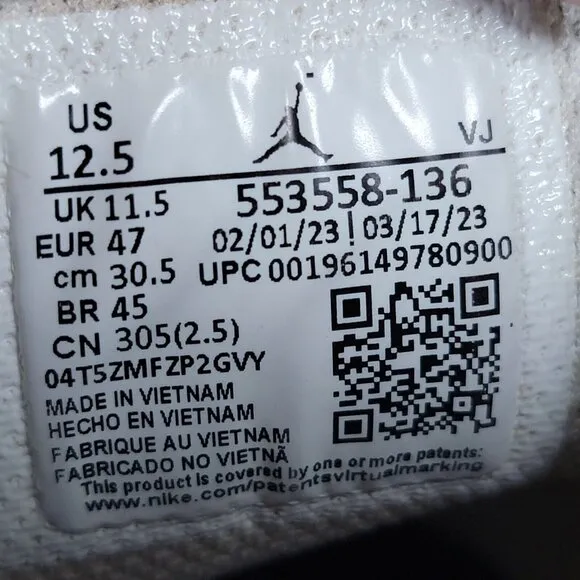 US
12.5
VJ
UK 11.5
553558-136
EUR 47
02/01/23 ! 03/17/23
cm 30.5
UPC 00196149780900
BR 45
CN 305(2.5)
04T5ZMFZP2GVY
MADE IN VIETNAM
HECHO EN VIETNAM
FABRIQUE AU VIETNAM
FABRICADO NO VIETNÃ
This product is covered by one or more patents:
www.nike.com/patentsvirtualmarking